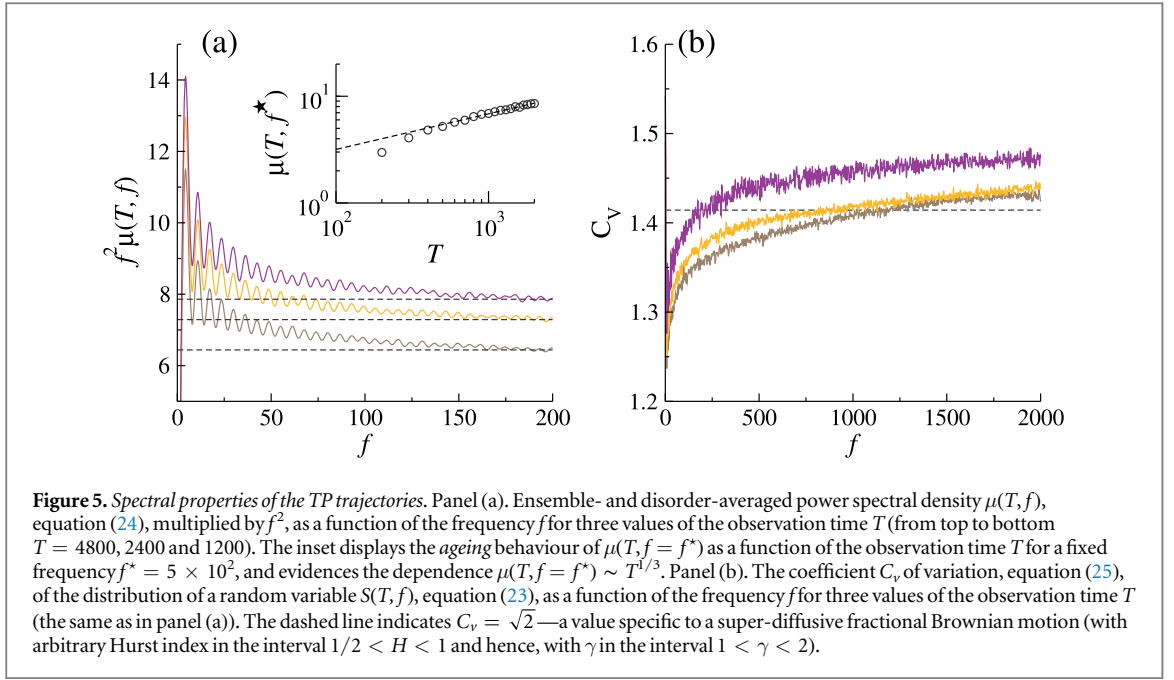 (a)
14
12
10
8
6
f²μ(T, f)
0
50
100
150
200
f
μ(T, f★)
10¹
10⁰
10²
10³
T
(b)
1.6
1.5
1.4
1.3
1.2
C_V
0
500
1000
1500
2000
f
Figure 5. Spectral properties of the TP trajectories. Panel (a). Ensemble- and disorder-averaged power spectral density μ(T, f),
equation (24), multiplied by f², as a function of the frequency f for three values of the observation time T (from top to bottom
T = 4800, 2400 and 1200). The inset displays the ageing behaviour of μ(T, f = f⋆) as a function of the observation time T for a fixed
frequency f⋆ = 5 × 10², and evidences the dependence μ(T, f = f⋆) ∼ T^{1/3}. Panel (b). The coefficient C_v of variation, equation (25),
of the distribution of a random variable S(T, f), equation (23), as a function of the frequency f for three values of the observation time T
(the same as in panel (a)). The dashed line indicates C_v = √2—a value specific to a super-diffusive fractional Brownian motion (with
arbitrary Hurst index in the interval 1/2 < H < 1 and hence, with γ in the interval 1 < γ < 2).